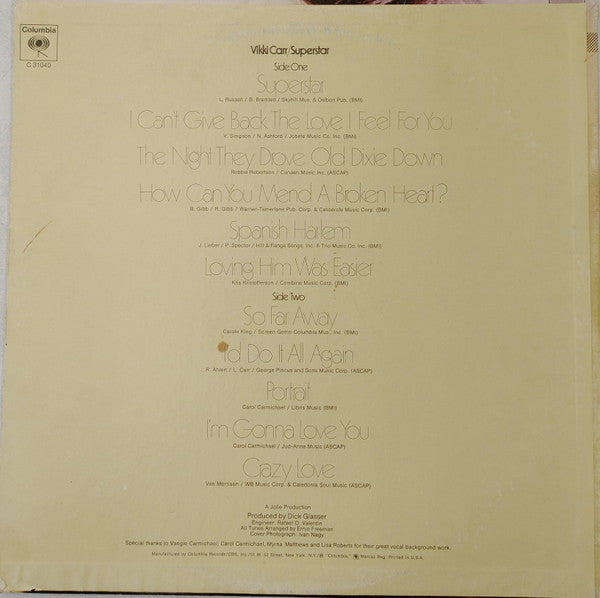 Columbia
C 31040
Vikki Carr/Superstar
Side One
Superstar
L. Russell / B. Bramlett / Skyhill Mus. & Delbon Pub. (BMI)
I Can't Give Back The Love I Feel For You
V. Simpson / N. Ashford / Jobete Music Co. Inc. (BMI)
The Night They Drove Old Dixie Down
Robbie Robertson / Canaan Music Inc. (ASCAP)
How Can You Mend A Broken Heart?
B. Gibb / R. Gibb / Warner-Tamerlane Pub. Corp. & Casserole Music Corp. (BMI)
Spanish Harlem
J. Lieber / P. Spector / Hill & Range Songs, Inc. & Trio Music Co. Inc. (BMI)
Loving Him Was Easier
Kris Kristofferson / Combine Music Corp. (BMI)
Side Two
So Far Away
Carole King / Screen Gems-Columbia Mus., Inc. (BMI)
I'd Do It All Again
R. Ahlert / L. Carr / George Pincus and Sons Music Corp. (ASCAP)
Portrait
Carol Carmichael / Libris Music (BMI)
I'm Gonna Love You
Carol Carmichael / Jud-Anne Music (ASCAP)
Crazy Love
Van Morrison / WB Music Corp. & Caledonia Soul Music (ASCAP)
A Jolie Production
Produced by Dick Glasser
Engineer: Rafael O. Valentin
All Tunes Arranged by Ernie Freeman
Cover Photograph: Ivan Nagy
Special thanks to Vangie Carmichael, Carol Carmichael, Myrna Matthews and Lisa Roberts for their great vocal background work.
Manufactured by Columbia Records/CBS, Inc./51 W. 52 Street, New York, N.Y./® "Columbia," Marcas Reg. Printed in U.S.A.